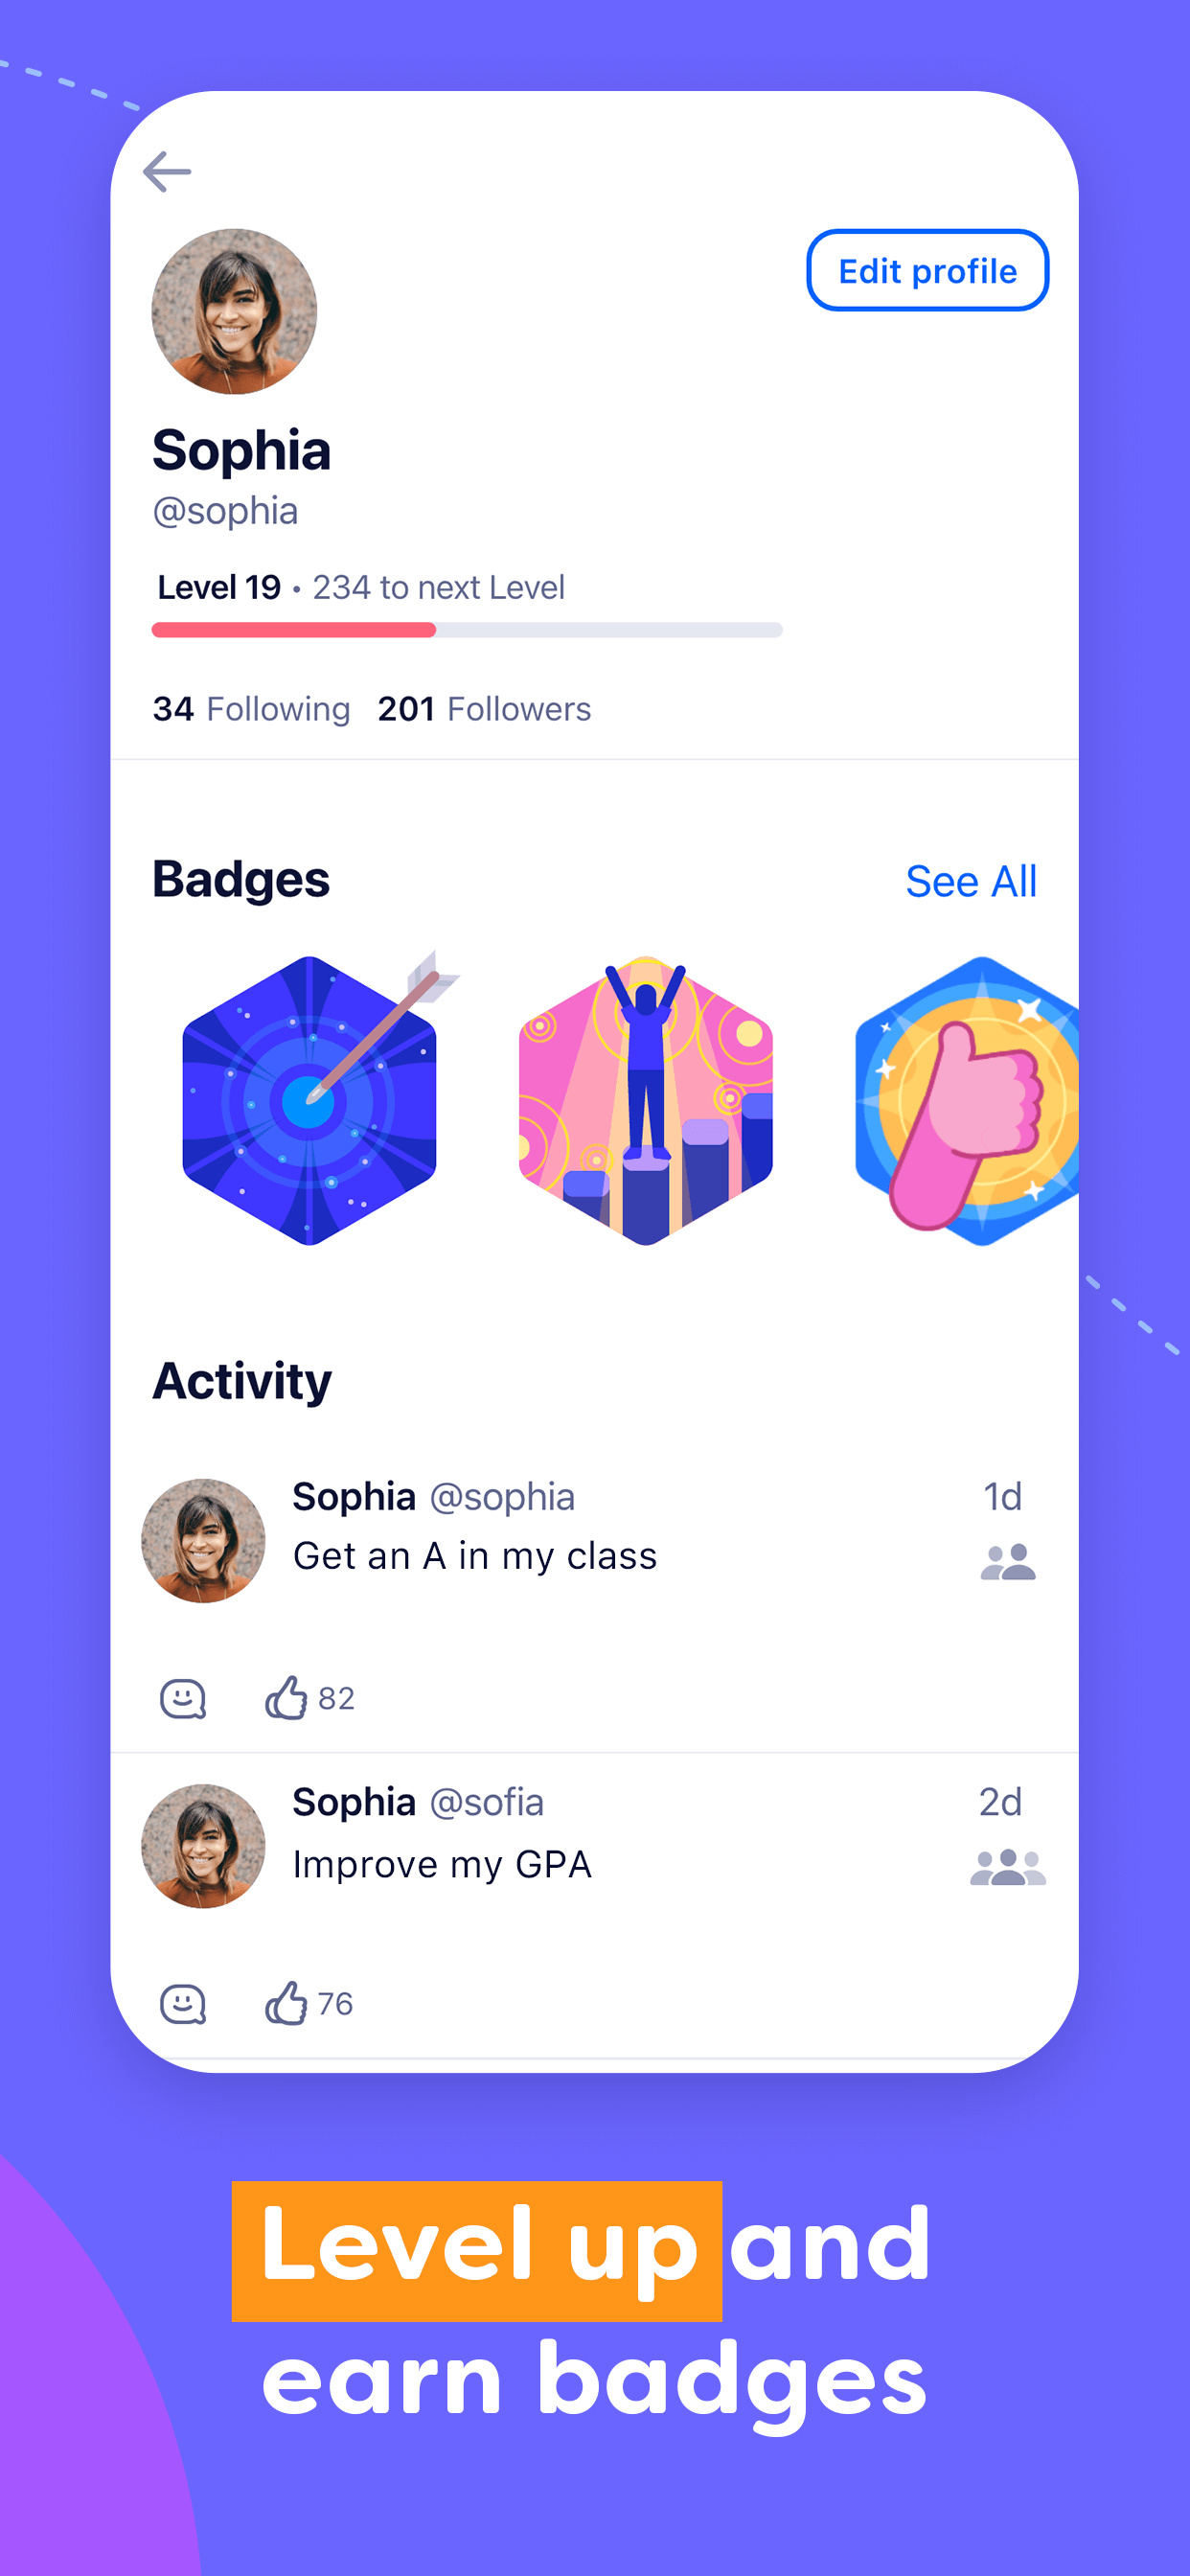 Edit profile
Sophia
@sophia
Level 19 • 234 to next Level
34 Following 201 Followers
Badges See All
Activity
Sophia @sophia 1d
Get an A in my class
82
Sophia @sofia 2d
Improve my GPA
76
Level up and
earn badges